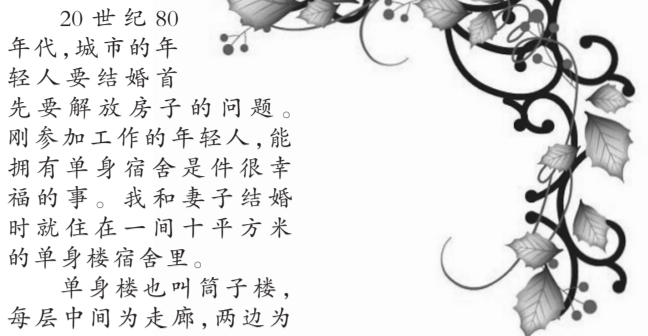 20世纪80
年代，城市的年
轻人要结婚首
先要解放房子的问题。
刚参加工作的年轻人，能
拥有单身宿舍是件很幸
福的事。我和妻子结婚
时就住在一间十平方米
的单身楼宿舍里。
单身楼也叫筒子楼，
每层中间为走廊，两边为